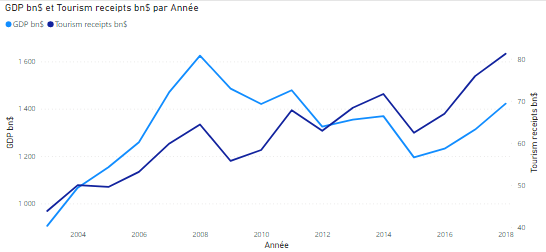 GDP bn$ et Tourism receipts bn$ par Année
GDP bn$ Tourism receipts bn$
1 600
1 400
1 200
1 000
GDP bn$
80
70
60
50
40
Tourism receipts bn$
2004 2006 2008 2010 2012 2014 2016 2018
Année